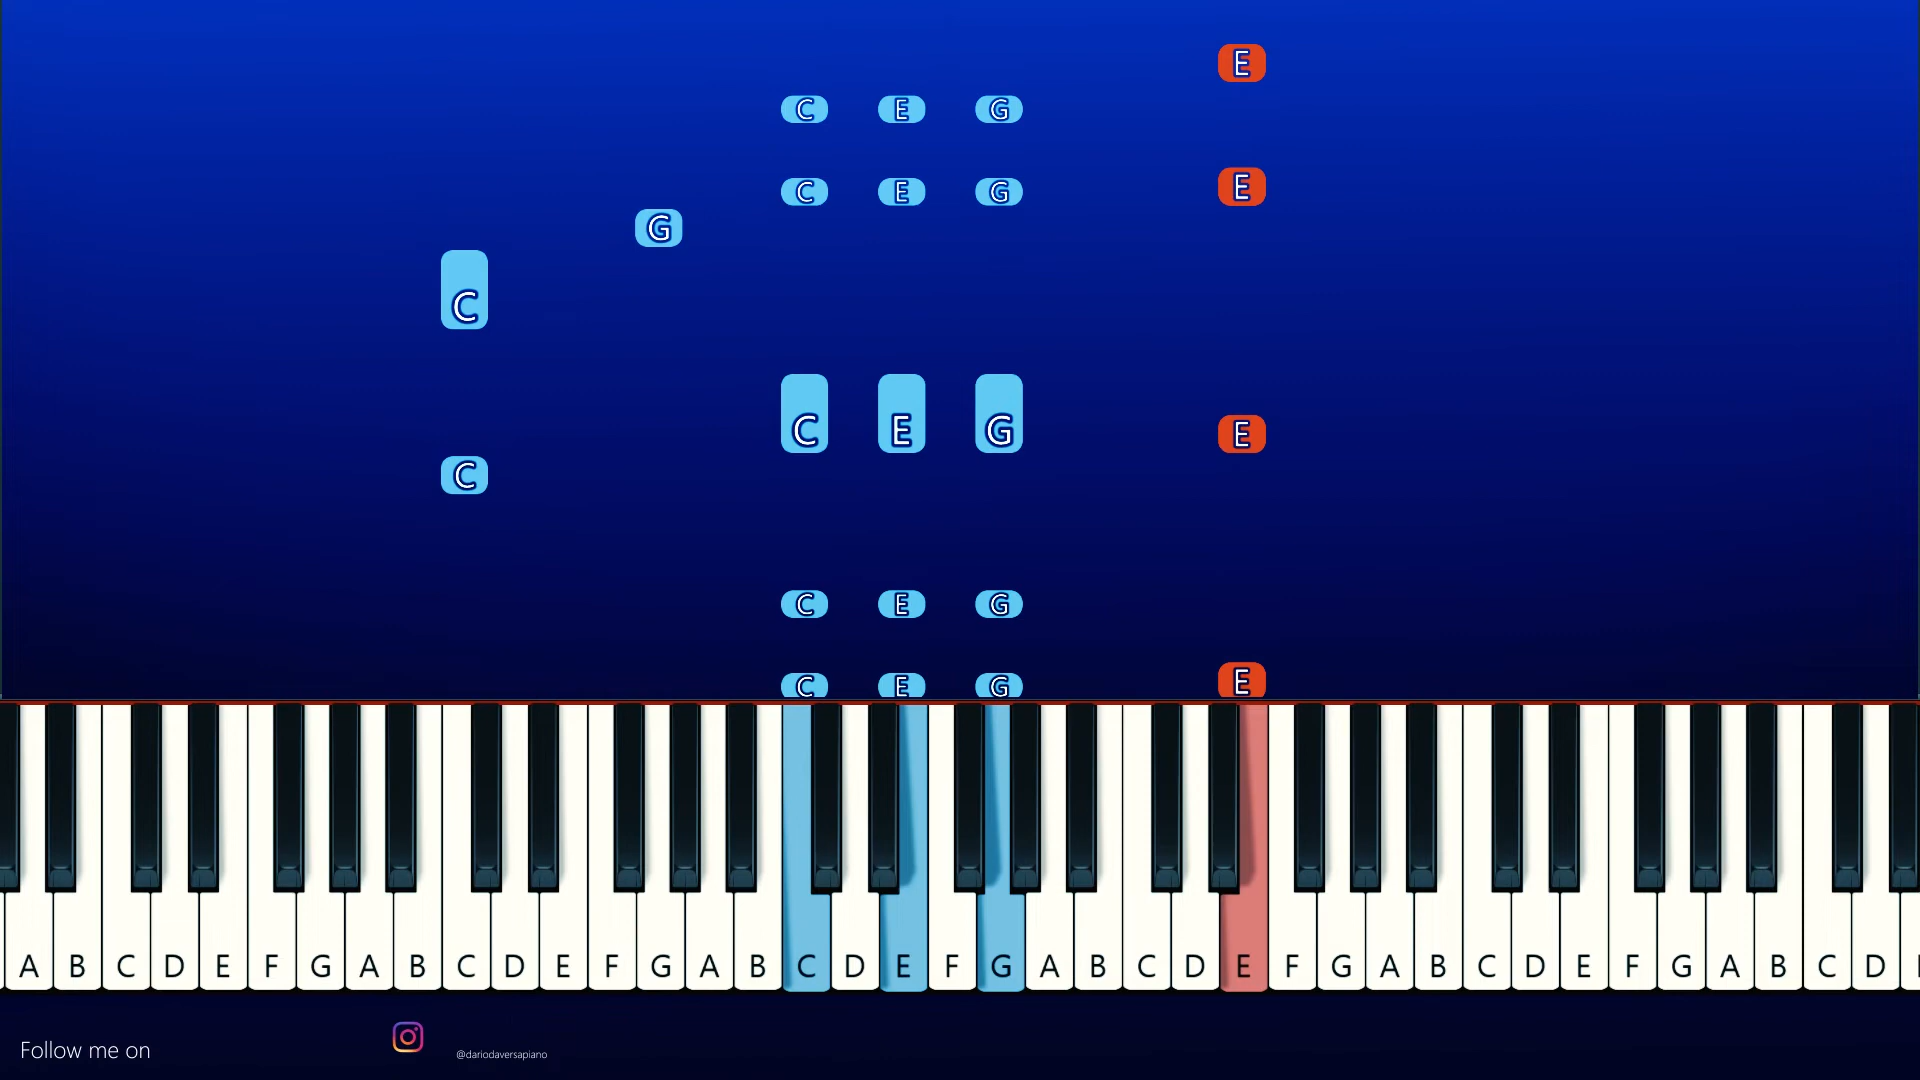 E
C E G
C E G E
G
C
C E G E
C
C E G
C E G E
A B C D E F G A B C D E F G A B C D E F G A B C D E F G A B C D E F G A B C D
Follow me on
@dariodaversapiano